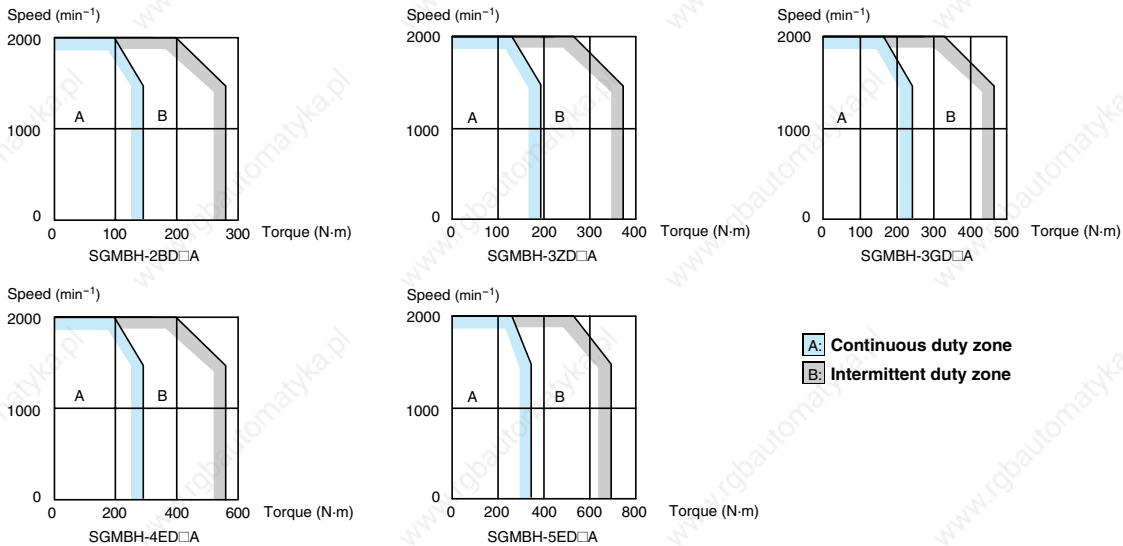 Speed (min⁻¹)
2000
A
B
1000
0
0
100
200
300
Torque (N·m)
SGMBH-2BD□A
Speed (min⁻¹)
2000
A
B
1000
0
0
100
200
300
400
Torque (N·m)
SGMBH-3ZD□A
Speed (min⁻¹)
2000
A
B
1000
0
0
100
200
300
400
500
Torque (N·m)
SGMBH-3GD□A
Speed (min⁻¹)
2000
A
B
1000
0
0
200
400
600
Torque (N·m)
SGMBH-4ED□A
Speed (min⁻¹)
2000
A
B
1000
0
0
200
400
600
800
Torque (N·m)
SGMBH-5ED□A
A: Continuous duty zone
B: Intermittent duty zone
www.rgbautomatyka.pl